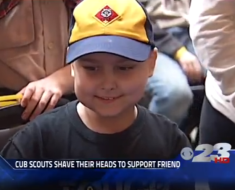 CUB SCOUTS SHAVE THEIR HEADS TO SUPPORT FRIEND
23